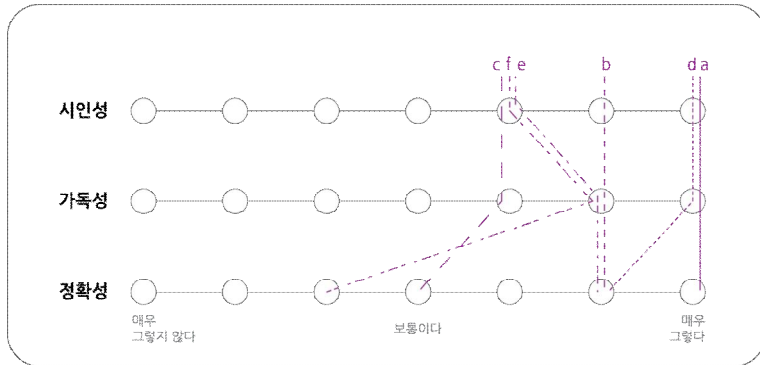 c f e b d a
시인성
가독성
정확성
매우
그렇지 않다
보통이다
매우
그렇다